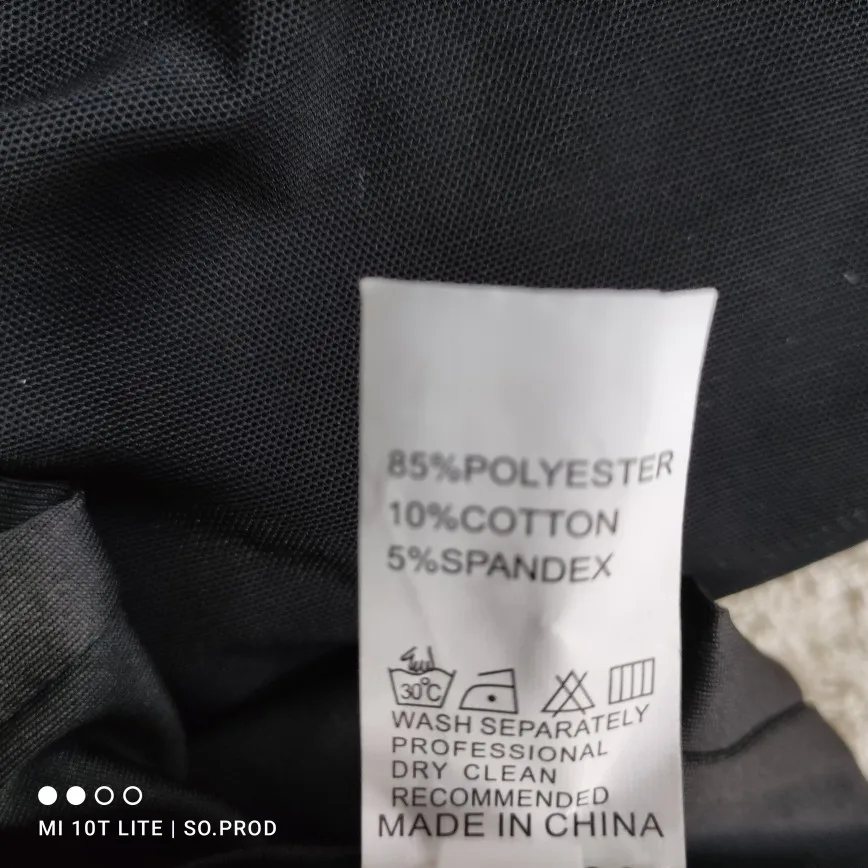 85%POLYESTER
10%COTTON
5%SPANDEX
30°C
WASH SEPARATELY
PROFESSIONAL
DRY CLEAN
RECOMMENDED
MADE IN CHINA
MI 10T LITE | SO.PROD